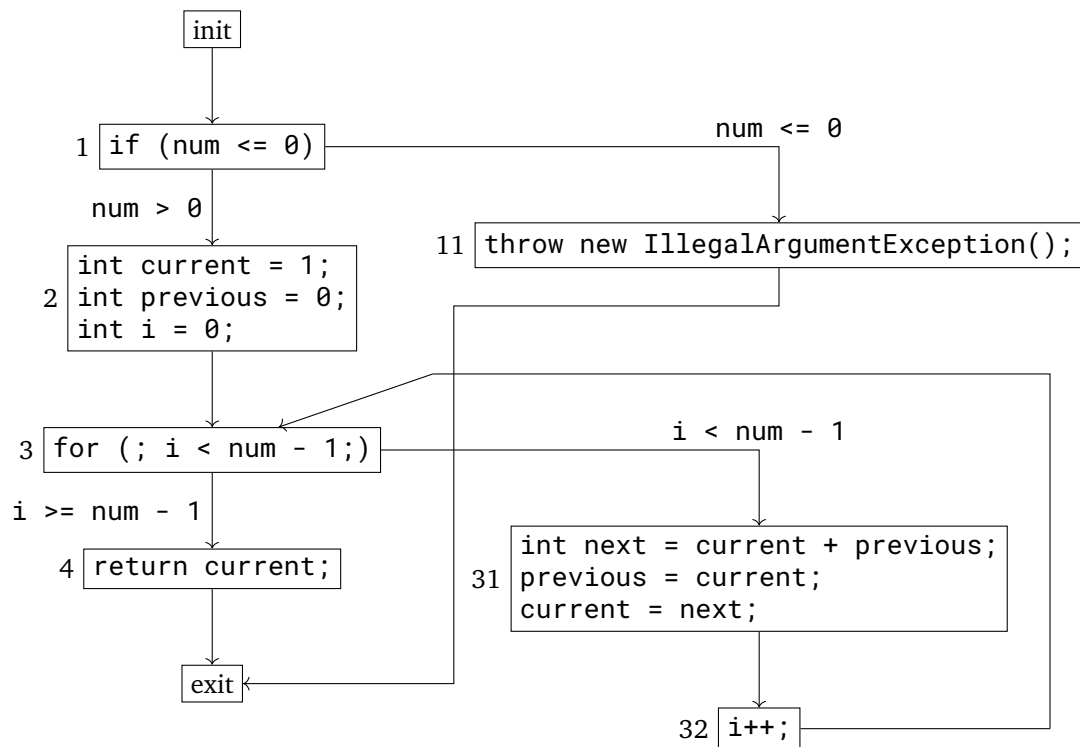 init
num <= 0
1 if (num <= 0)
num > 0
11 throw new IllegalArgumentException();
2
int current = 1;
int previous = 0;
int i = 0;
3 for (; i < num - 1;)
i < num - 1
i >= num - 1
4 return current;
31
int next = current + previous;
previous = current;
current = next;
exit
32 i++;